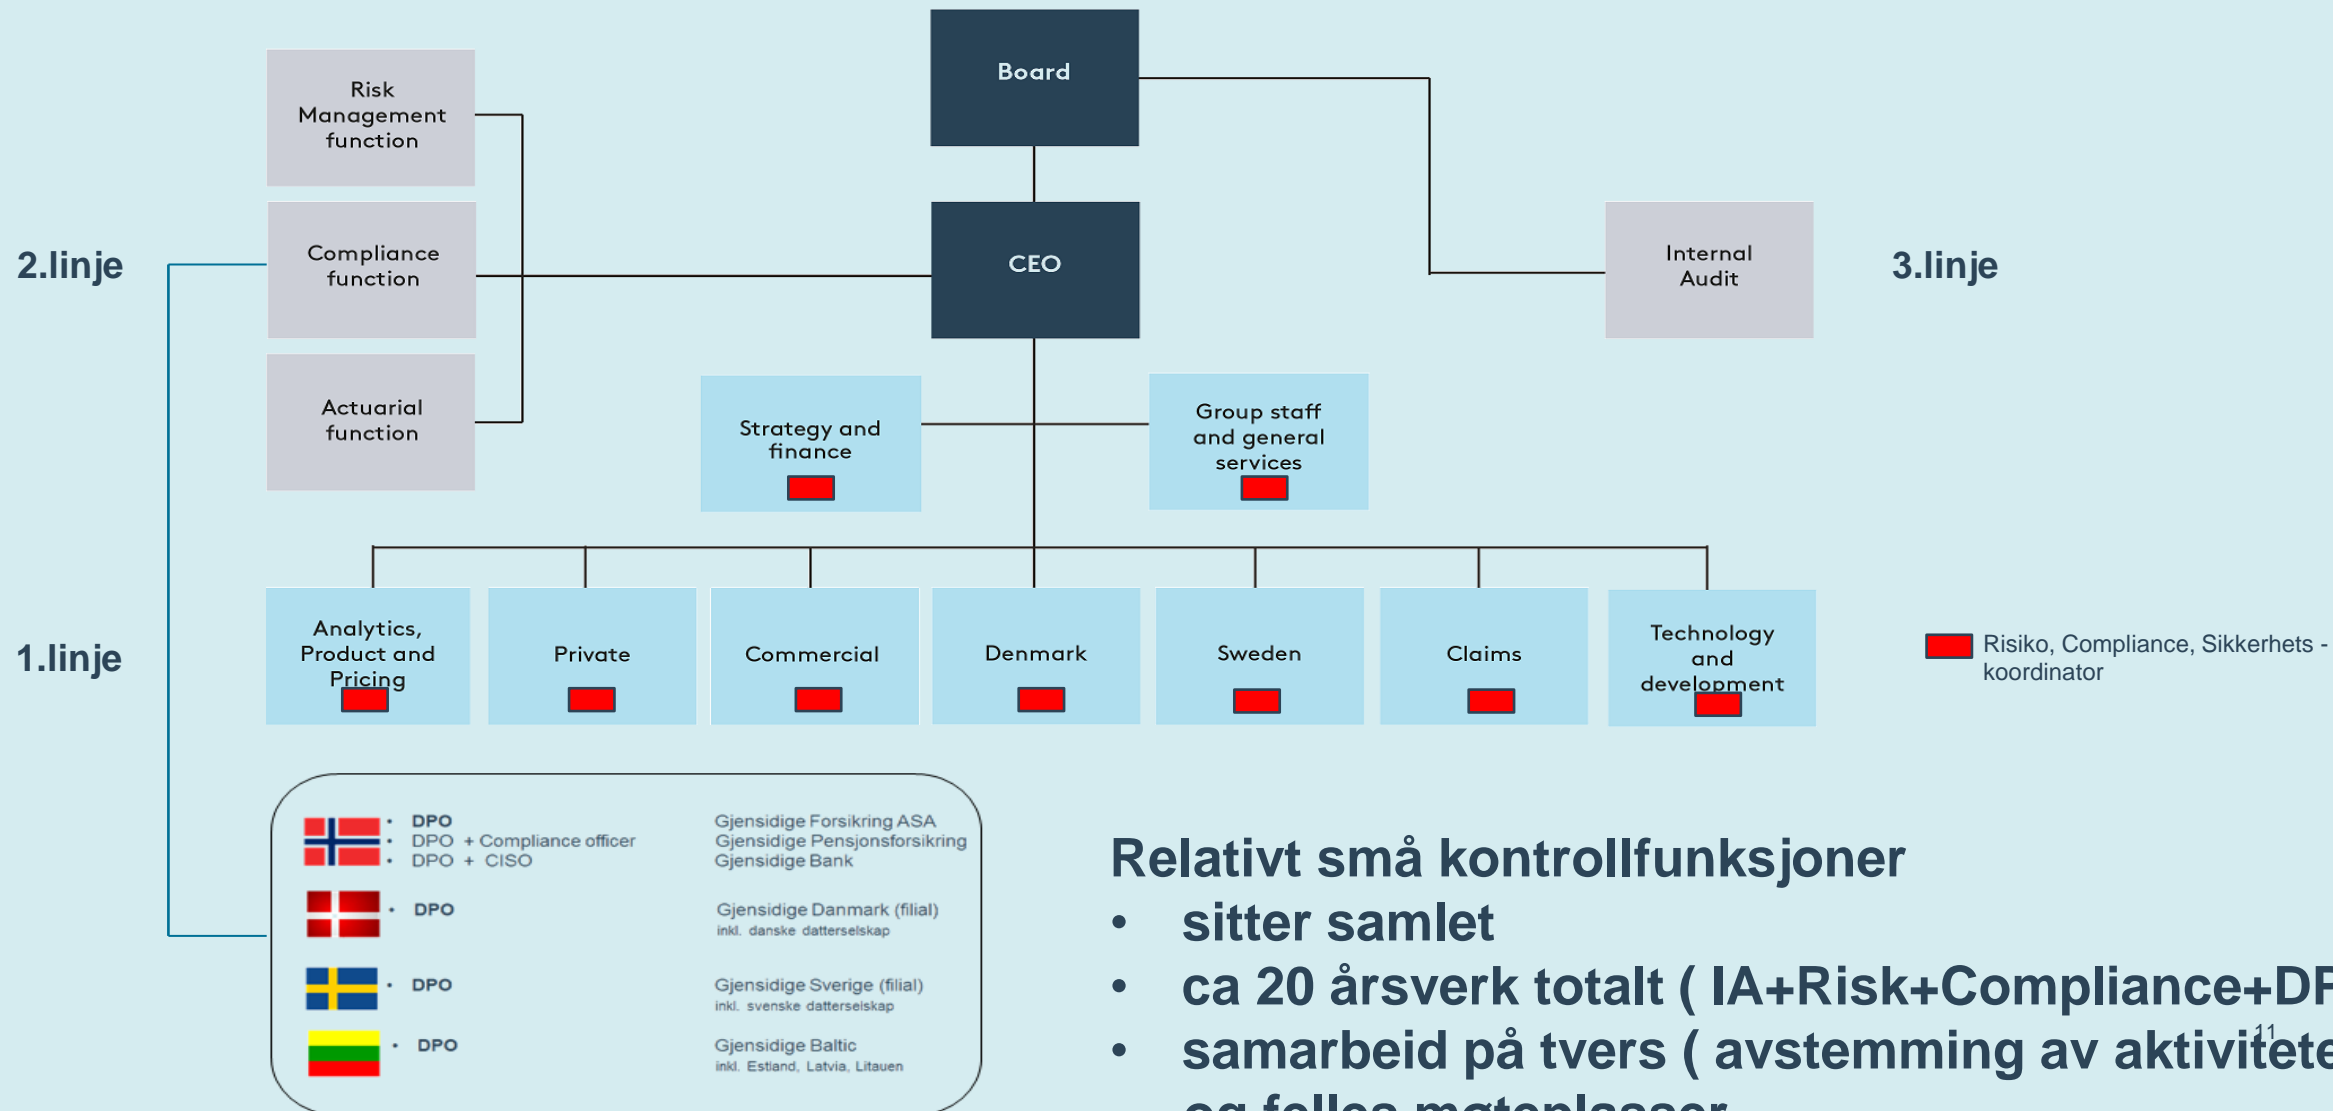 Board
Risk
Management
function
2.linje
Compliance
function
CEO
Internal
Audit
3.linje
Actuarial
function
Strategy and
finance
Group staff
and general
services
1.linje
Analytics,
Product and
Pricing
Private
Commercial
Denmark
Sweden
Claims
Technology
and
development
Risiko, Compliance, Sikkerhets -
koordinator
• DPO Gjensidige Forsikring ASA
• DPO + Compliance officer Gjensidige Pensjonsforsikring
• DPO + CISO Gjensidige Bank
• DPO Gjensidige Danmark (filial)
inkl. danske datterselskap
• DPO Gjensidige Sverige (filial)
inkl. svenske datterselskap
• DPO Gjensidige Baltic
inkl. Estland, Latvia, Litauen
Relativt små kontrollfunksjoner
• sitter samlet
• ca 20 årsverk totalt ( IA+Risk+Compliance+DP
• samarbeid på tvers ( avstemming av aktivitete
11
og felles møteplasser